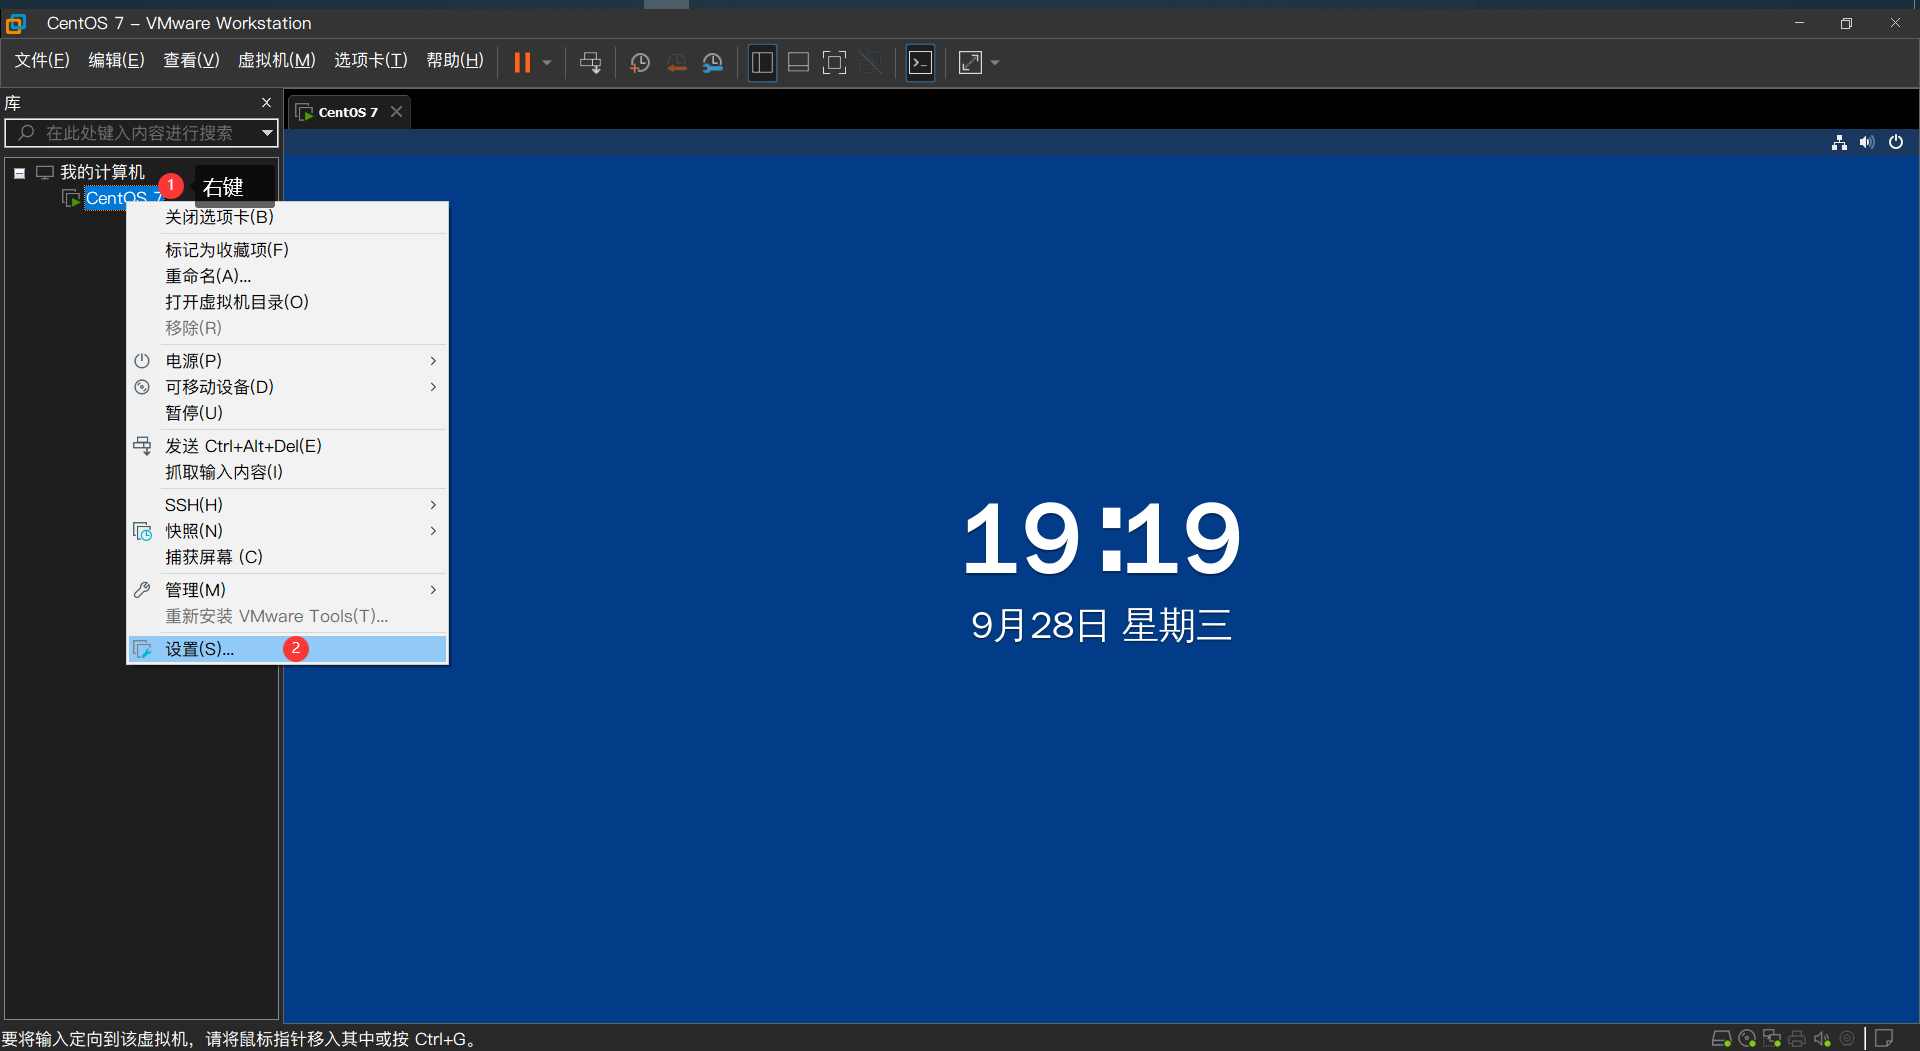 CentOS 7 – VMware Workstation
文件(F) 编辑(E) 查看(V) 虚拟机(M) 选项卡(T) 帮助(H)
库
在此处键入内容进行搜索
CentOS 7
我的计算机
CentOS 7
1
右键
关闭选项卡(B)
标记为收藏项(F)
重命名(A)...
打开虚拟机目录(O)
移除(R)
电源(P)
可移动设备(D)
暂停(U)
发送 Ctrl+Alt+Del(E)
抓取输入内容(I)
SSH(H)
快照(N)
捕获屏幕 (C)
管理(M)
重新安装 VMware Tools(T)...
设置(S)...
2
19:19
9月28日 星期三
要将输入定向到该虚拟机，请将鼠标指针移入其中或按 Ctrl+G。